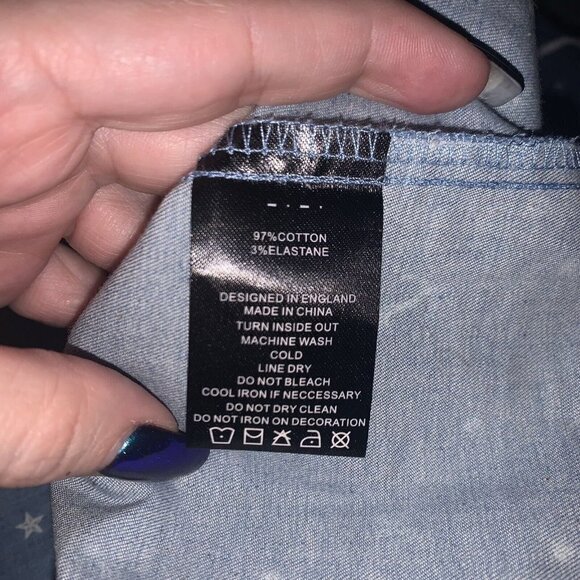 97%COTTON
3%ELASTANE
DESIGNED IN ENGLAND
MADE IN CHINA
TURN INSIDE OUT
MACHINE WASH
COLD
LINE DRY
DO NOT BLEACH
COOL IRON IF NECCESSARY
DO NOT DRY CLEAN
DO NOT IRON ON DECORATION